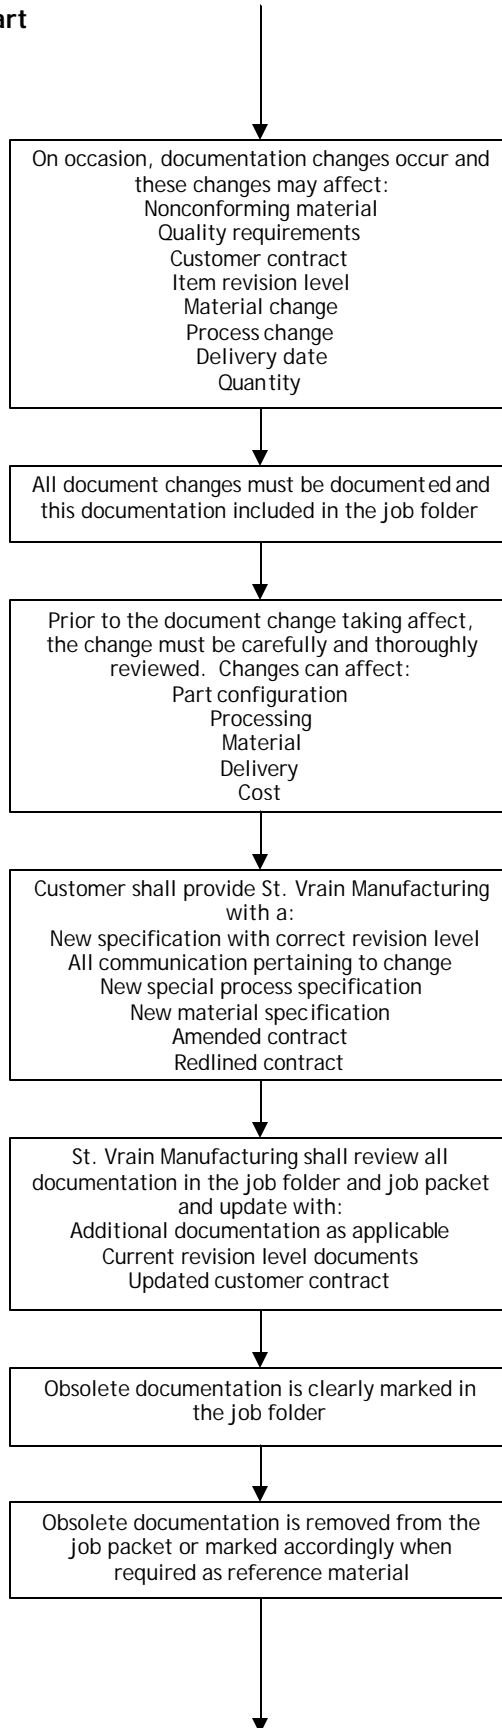 art
On occasion, documentation changes occur and
these changes may affect:
Nonconforming material
Quality requirements
Customer contract
Item revision level
Material change
Process change
Delivery date
Quantity
All document changes must be documented and
this documentation included in the job folder
Prior to the document change taking affect,
the change must be carefully and thoroughly
reviewed. Changes can affect:
Part configuration
Processing
Material
Delivery
Cost
Customer shall provide St. Vrain Manufacturing
with a:
New specification with correct revision level
All communication pertaining to change
New special process specification
New material specification
Amended contract
Redlined contract
St. Vrain Manufacturing shall review all
documentation in the job folder and job packet
and update with:
Additional documentation as applicable
Current revision level documents
Updated customer contract
Obsolete documentation is clearly marked in
the job folder
Obsolete documentation is removed from the
job packet or marked accordingly when
required as reference material